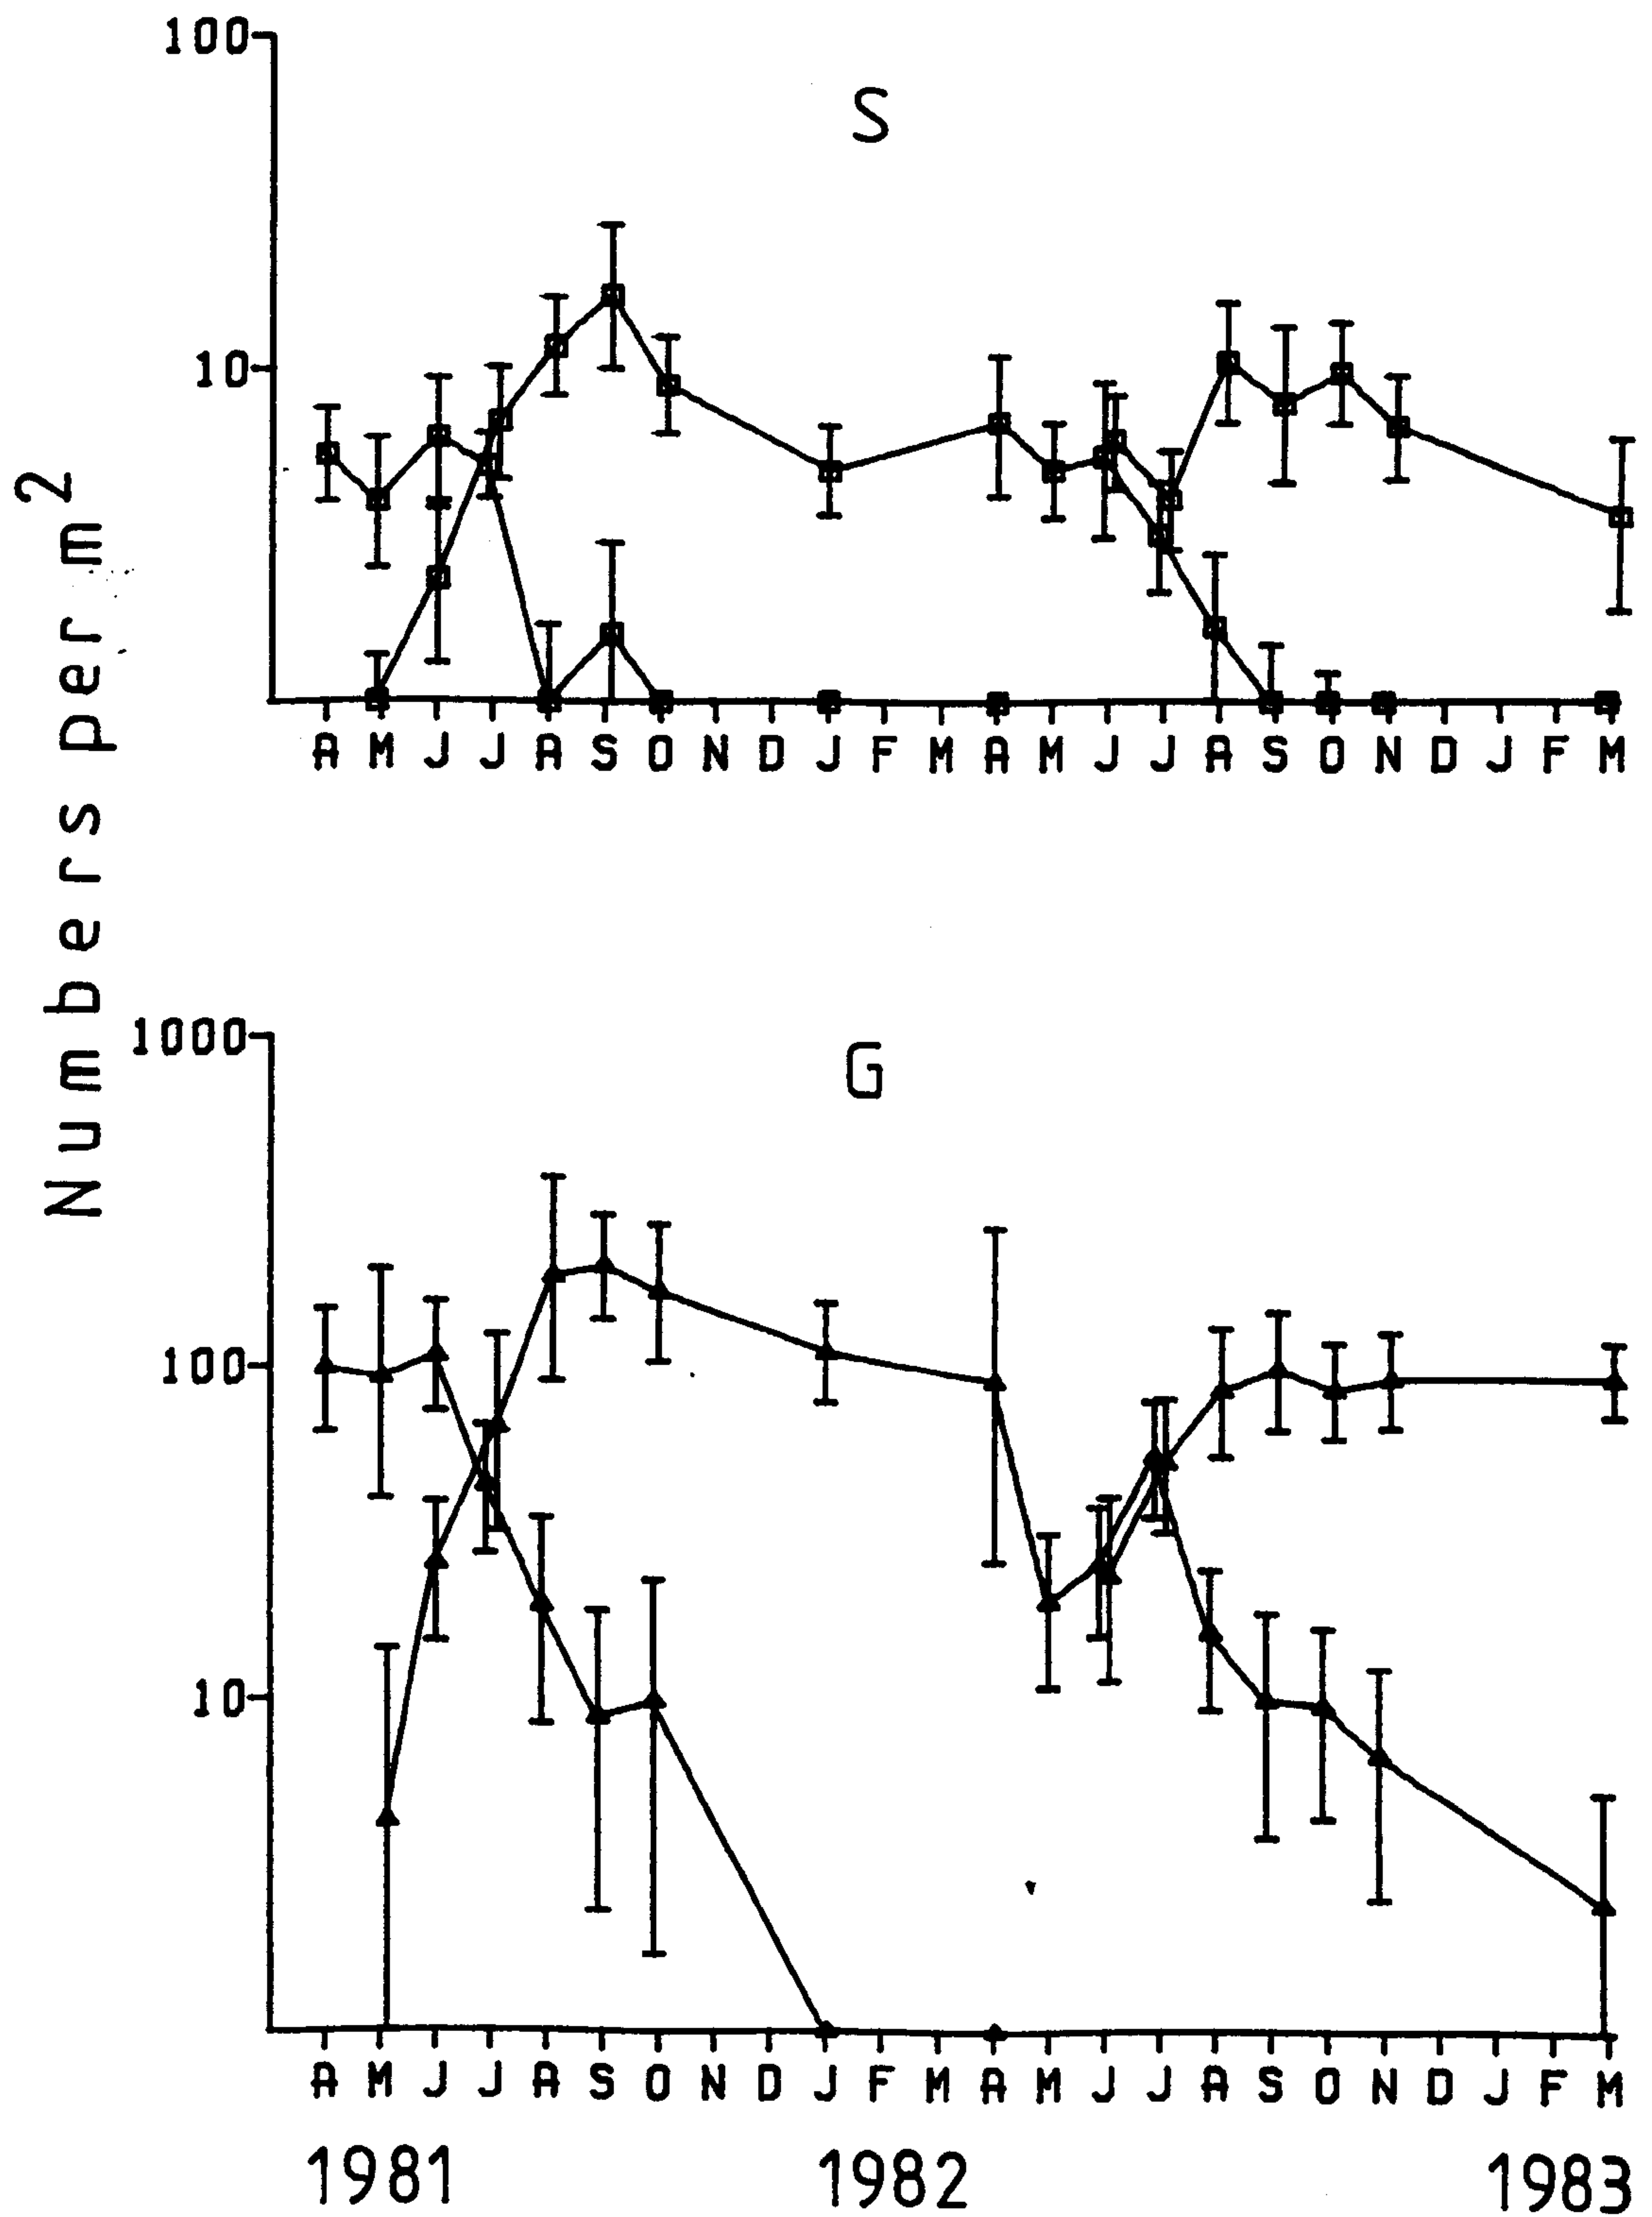 Numbers per m²
100
S
10
A M J J A S O N D J F M A M J J A S O N D J F M
1000
G
100
10
A M J J A S O N D J F M A M J J A S O N D J F M
1981 1982 1983